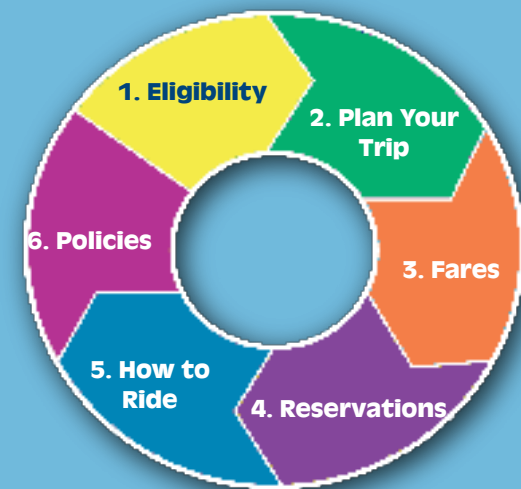 1. Eligibility
2. Plan Your
Trip
3. Fares
4. Reservations
5. How to
Ride
6. Policies